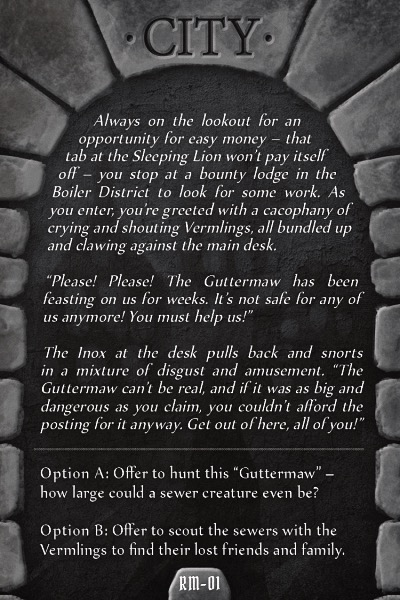 · CITY ·
Always on the lookout for an
opportunity for easy money – that
tab at the Sleeping Lion won't pay itself
off – you stop at a bounty lodge in the
Boiler District to look for some work. As
you enter, you're greeted with a cacophany of
crying and shouting Vermlings, all bundled up
and clawing against the main desk.
“Please! Please! The Guttermaw has been
feasting on us for weeks. It's not safe for any of
us anymore! You must help us!”
The Inox at the desk pulls back and snorts
in a mixture of disgust and amusement. “The
Guttermaw can't be real, and if it was as big and
dangerous as you claim, you couldn't afford the
posting for it anyway. Get out of here, all of you!”
Option A: Offer to hunt this “Guttermaw” –
how large could a sewer creature even be?
Option B: Offer to scout the sewers with the
Vermlings to find their lost friends and family.
RM-01